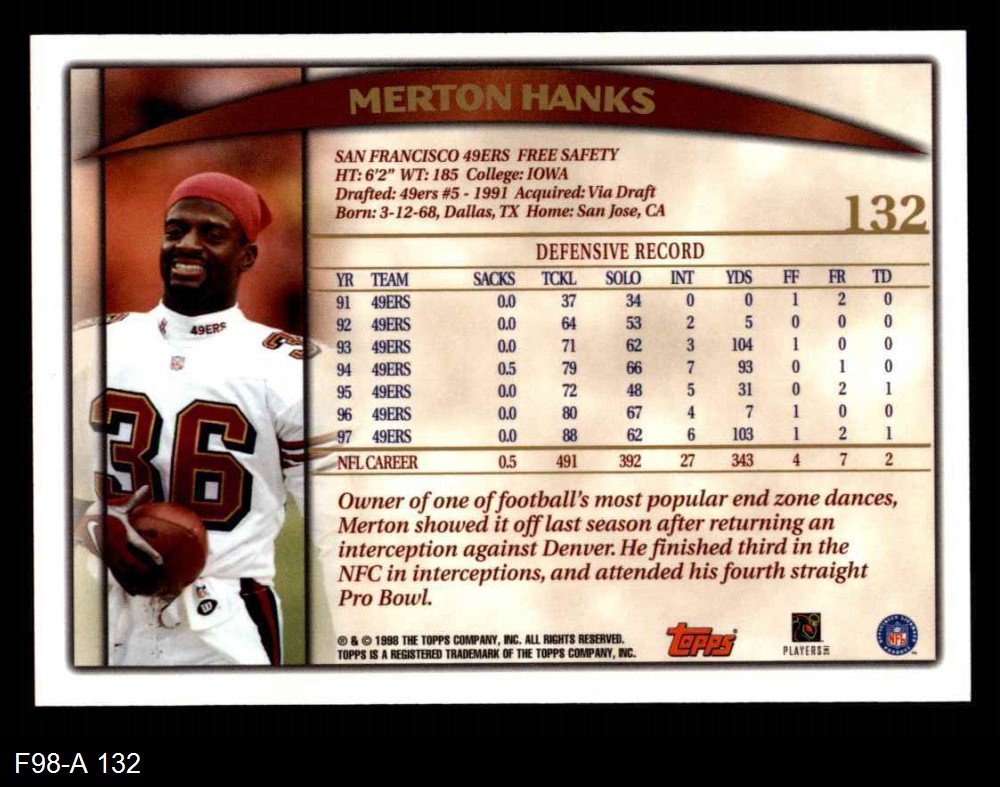 MERTON HANKS
SAN FRANCISCO 49ERS FREE SAFETY
HT: 6'2" WT: 185 College: IOWA
Drafted: 49ers #5 - 1991 Acquired: Via Draft
Born: 3-12-68, Dallas, TX Home: San Jose, CA
132
DEFENSIVE RECORD
YR TEAM SACKS TCKL SOLO INT YDS FF FR TD
91 49ERS 0.0 37 34 0 0 1 2 0
92 49ERS 0.0 64 53 2 5 0 0 0
93 49ERS 0.0 71 62 3 104 1 0 0
94 49ERS 0.5 79 66 7 93 0 1 0
95 49ERS 0.0 72 48 5 31 0 2 1
96 49ERS 0.0 80 67 4 7 1 0 0
97 49ERS 0.0 88 62 6 103 1 2 1
NFL CAREER 0.5 491 392 27 343 4 7 2
Owner of one of football's most popular end zone dances,
Merton showed it off last season after returning an
interception against Denver. He finished third in the
NFC in interceptions, and attended his fourth straight
Pro Bowl.
® & © 1998 THE TOPPS COMPANY, INC. ALL RIGHTS RESERVED.
TOPPS IS A REGISTERED TRADEMARK OF THE TOPPS COMPANY, INC.
Topps
PLAYERS INC
NFL
49ERS
36
F98-A 132